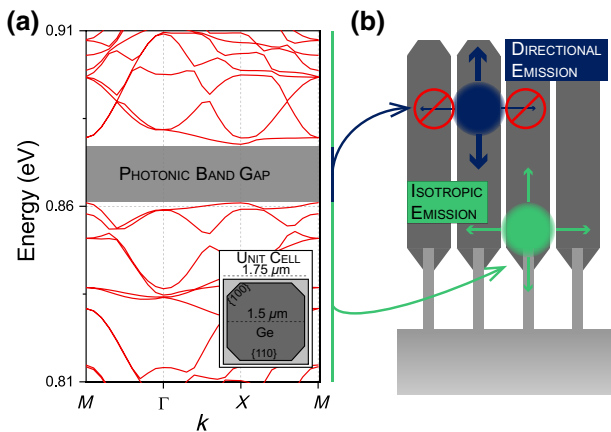 (a)
0.91
0.86
0.81
Energy (eV)
PHOTONIC BAND GAP
UNIT CELL
1.75 μm
{100}
1.5 μm
Ge
{110}
M
Γ
X
M
k
(b)
DIRECTIONAL
EMISSION
ISOTROPIC
EMISSION